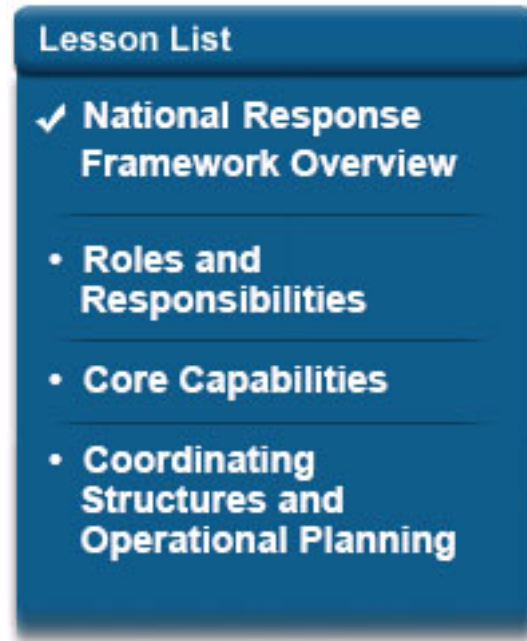 Lesson List
✓ National Response
Framework Overview
• Roles and
Responsibilities
• Core Capabilities
• Coordinating
Structures and
Operational Planning